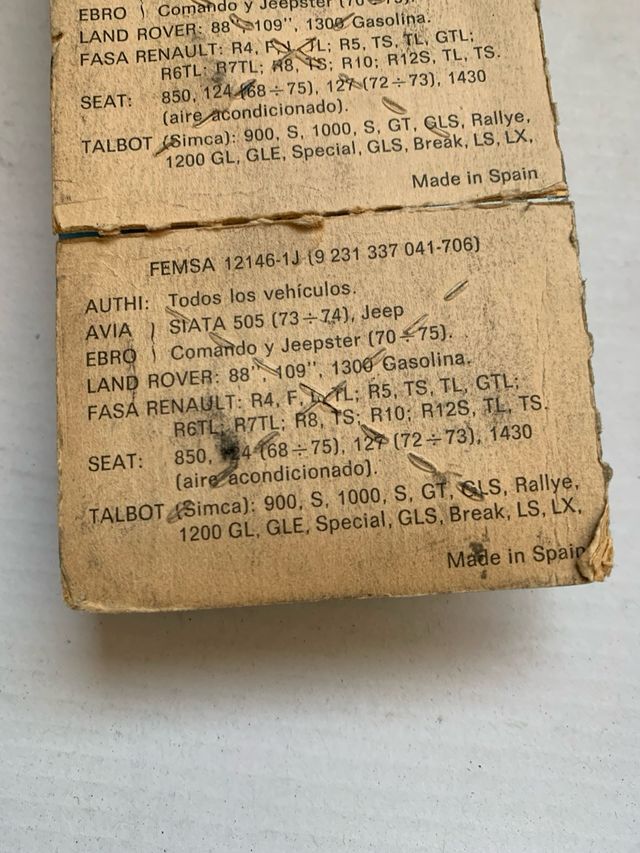 EBRO ) Comando y Jeepster (70÷75).
LAND ROVER: 88", 109", 1300 Gasolina.
FASA RENAULT: R4, F, L, TL; R5, TS, TL, GTL;
R6TL; R7TL; R8, TS; R10; R12S, TL, TS.
SEAT: 850, 124 (68÷75), 127 (72÷73), 1430
(aire acondicionado).
TALBOT (Simca): 900, S, 1000, S, GT, GLS, Rallye,
1200 GL, GLE, Special, GLS, Break, LS, LX,
Made in Spain
FEMSA 12146-1J (9 231 337 041-706)
AUTHI: Todos los vehículos.
AVIA ) SIATA 505 (73÷74), Jeep
EBRO ) Comando y Jeepster (70÷75).
LAND ROVER: 88", 109", 1300 Gasolina.
FASA RENAULT: R4, F, L, TL; R5, TS, TL, GTL;
R6TL; R7TL; R8, TS; R10; R12S, TL, TS.
SEAT: 850, 124 (68÷75), 127 (72÷73), 1430
(aire acondicionado).
TALBOT (Simca): 900, S, 1000, S, GT, GLS, Rallye,
1200 GL, GLE, Special, GLS, Break, LS, LX,
Made in Spain